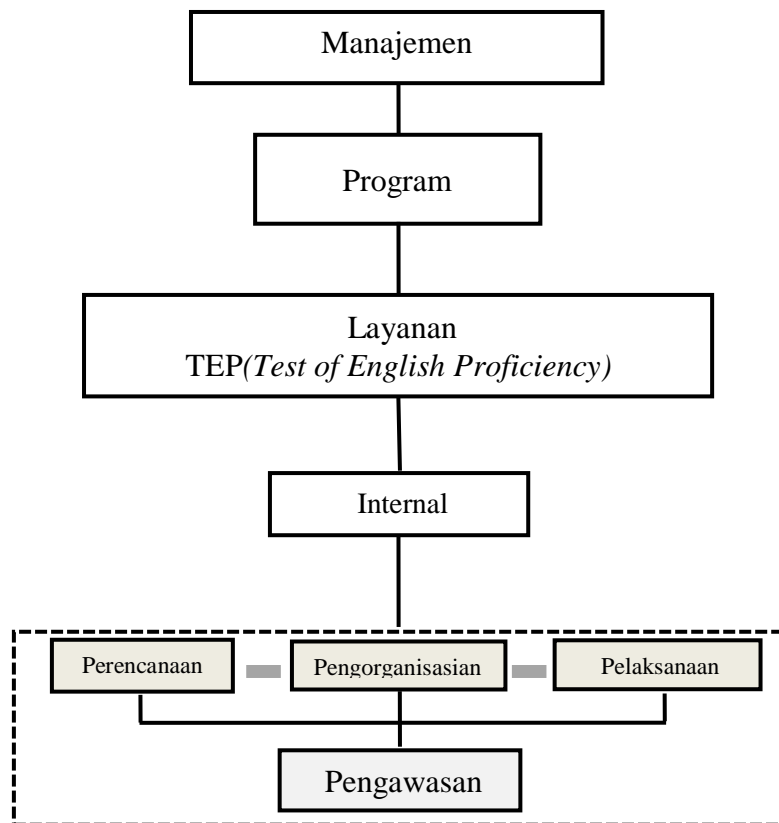 Manajemen
Program
Layanan
TEP(Test of English Proficiency)
Internal
Perencanaan
Pengorganisasian
Pelaksanaan
Pengawasan